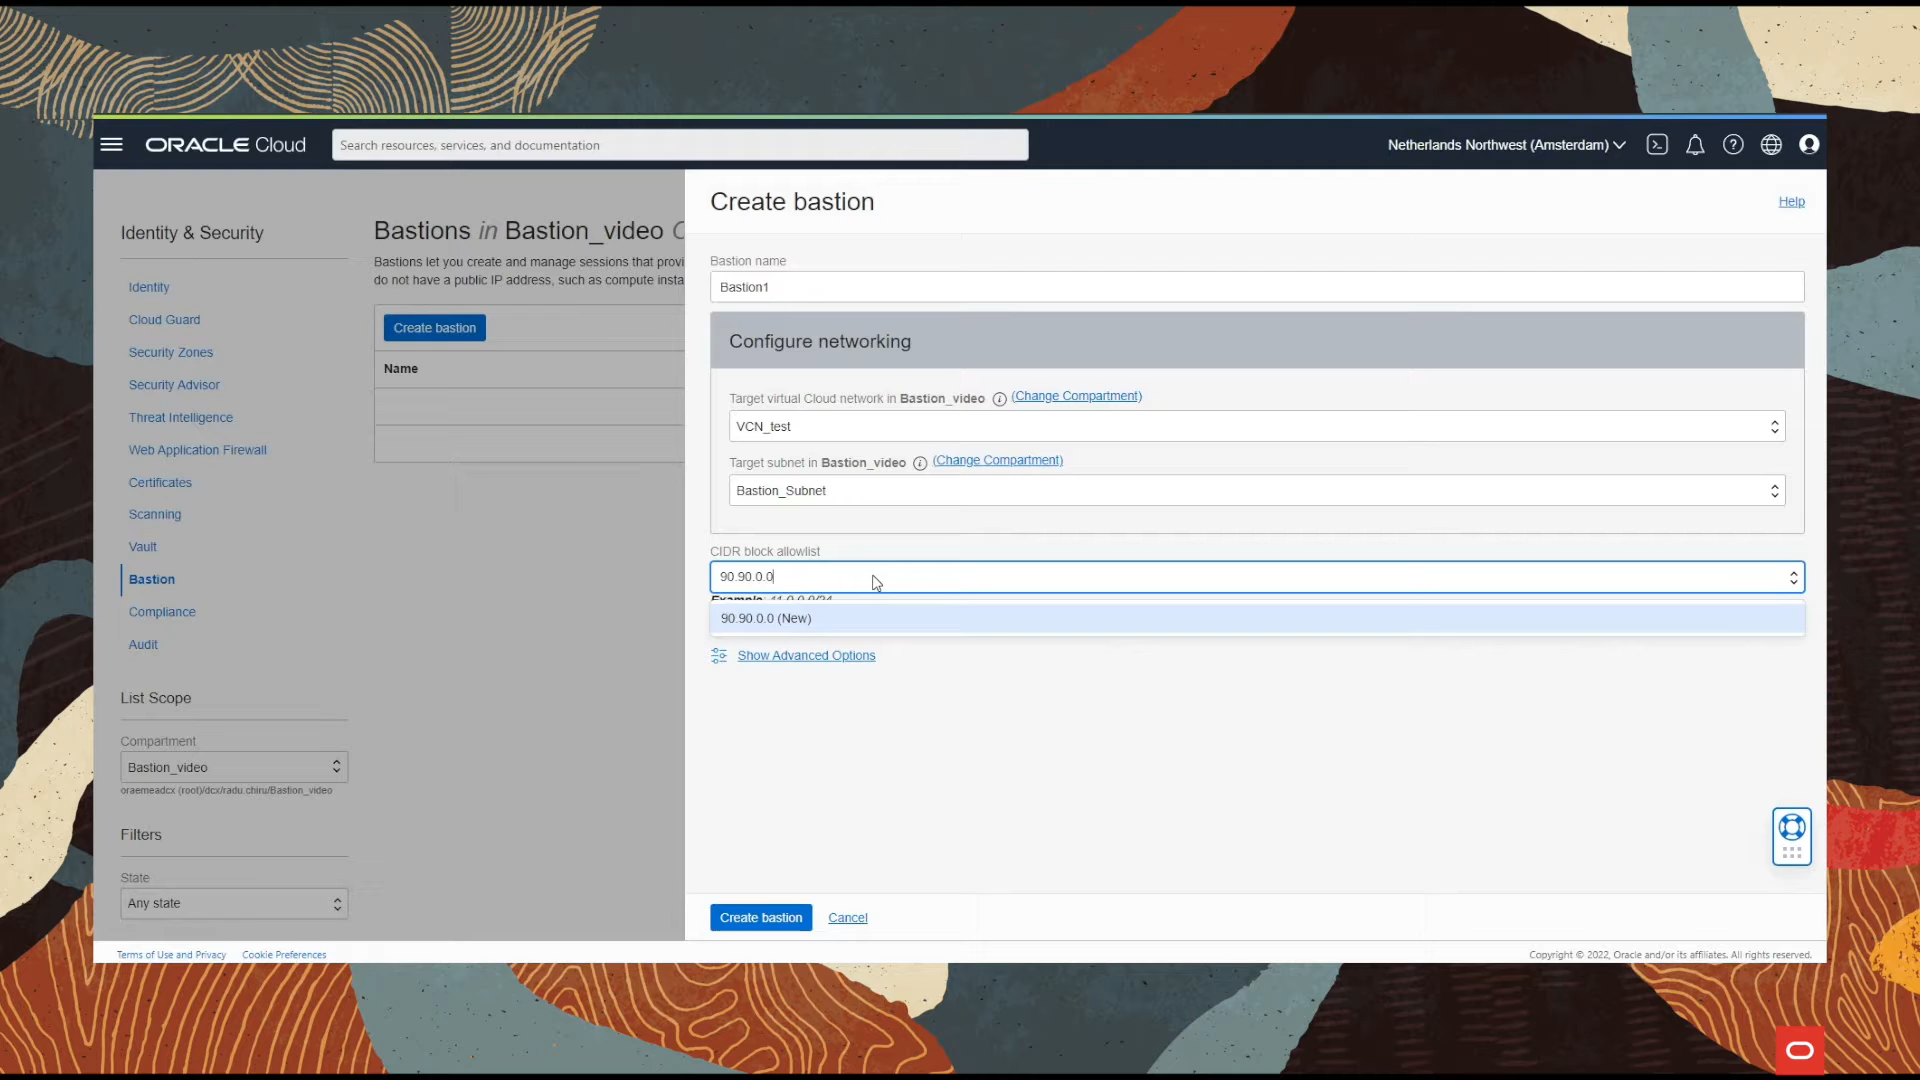 ORACLE Cloud
Search resources, services, and documentation
Netherlands Northwest (Amsterdam)
Identity & Security
Identity
Cloud Guard
Security Zones
Security Advisor
Threat Intelligence
Web Application Firewall
Certificates
Scanning
Vault
Bastion
Compliance
Audit
List Scope
Compartment
Bastion_video
oraemeadcx (root)/dcx/radu.chiru/Bastion_video
Filters
State
Any state
Bastions in Bastion_video C
Bastions let you create and manage sessions that provi
do not have a public IP address, such as compute insta
Create bastion
Name
Create bastion
Help
Bastion name
Bastion1
Configure networking
Target virtual Cloud network in Bastion_video (Change Compartment)
VCN_test
Target subnet in Bastion_video (Change Compartment)
Bastion_Subnet
CIDR block allowlist
90.90.0.0
Example: 11.0.0.0/24
90.90.0.0 (New)
Show Advanced Options
Create bastion
Cancel
Terms of Use and Privacy
Cookie Preferences
Copyright © 2022, Oracle and/or its affiliates. All rights reserved.